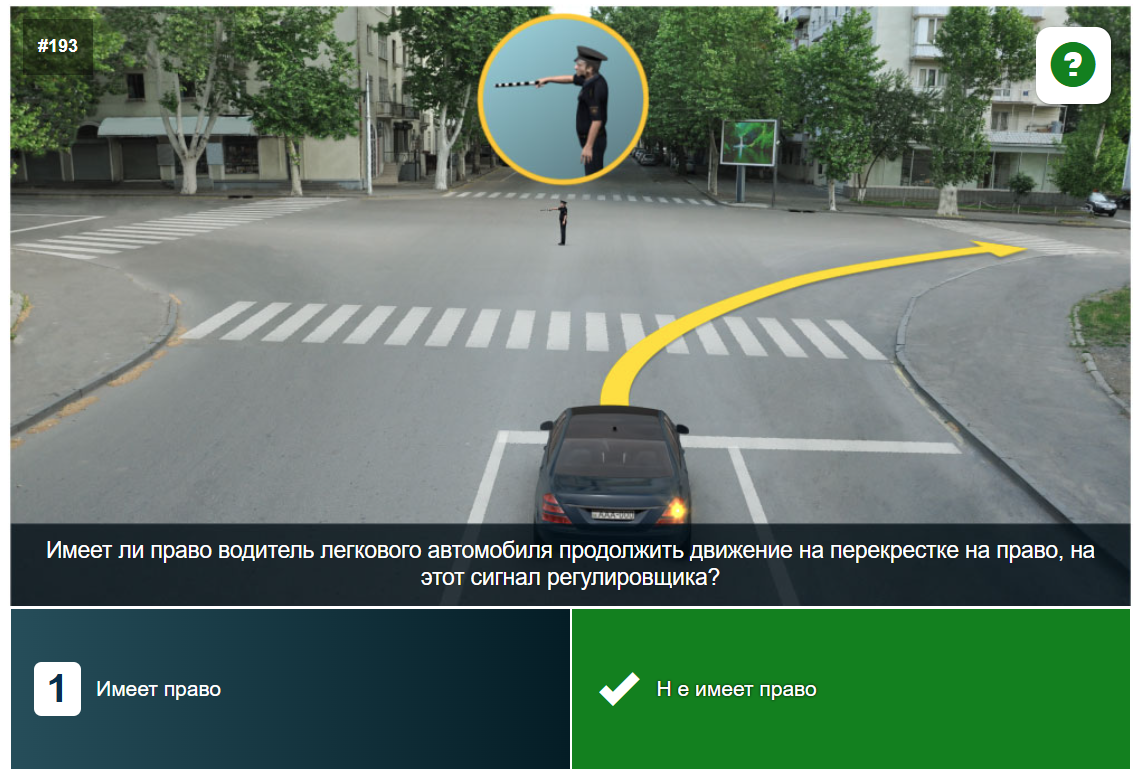 #193
?
Имеет ли право водитель легкового автомобиля продолжить движение на перекрестке на право, на
этот сигнал регулировщика?
1 Имеет право
Н е имеет право